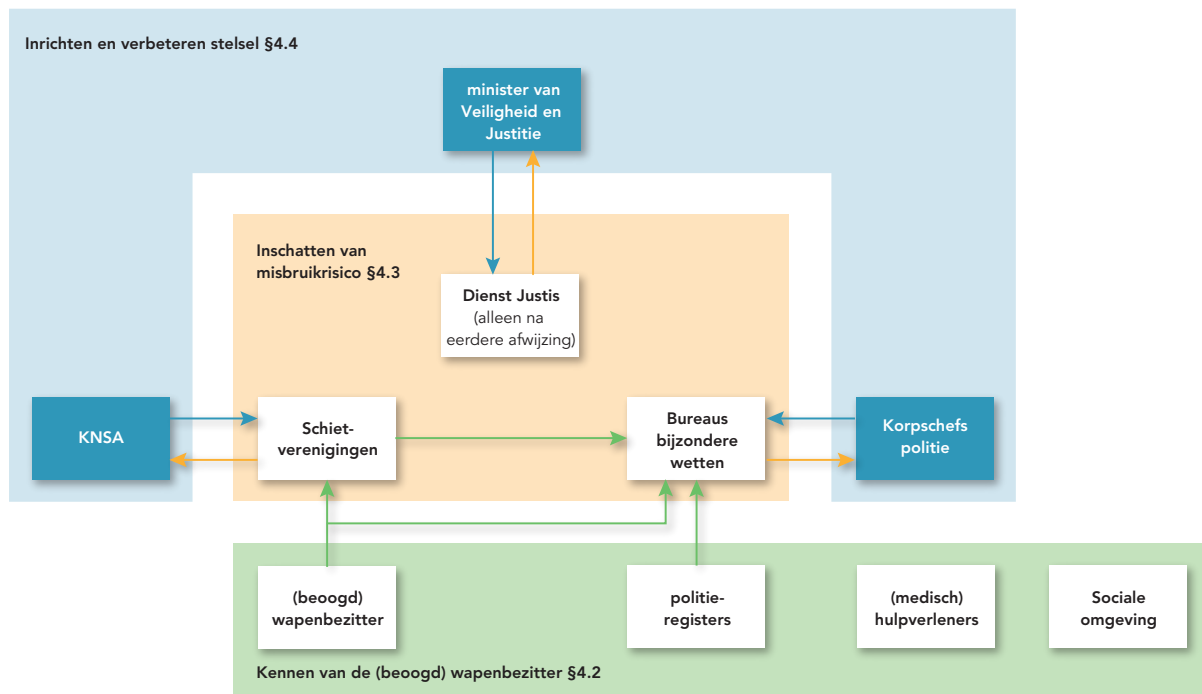 Inrichten en verbeteren stelsel §4.4
minister van
Veiligheid en
Justitie
Inschatten van
misbruikrisico §4.3
Dienst Justis
(alleen na
eerdere afwijzing)
KNSA
Schiet-
verenigingen
Bureaus
bijzondere
wetten
Korpschefs
politie
(beoogd)
wapenbezitter
politie-
registers
(medisch)
hulpverleners
Sociale
omgeving
Kennen van de (beoogd) wapenbezitter §4.2